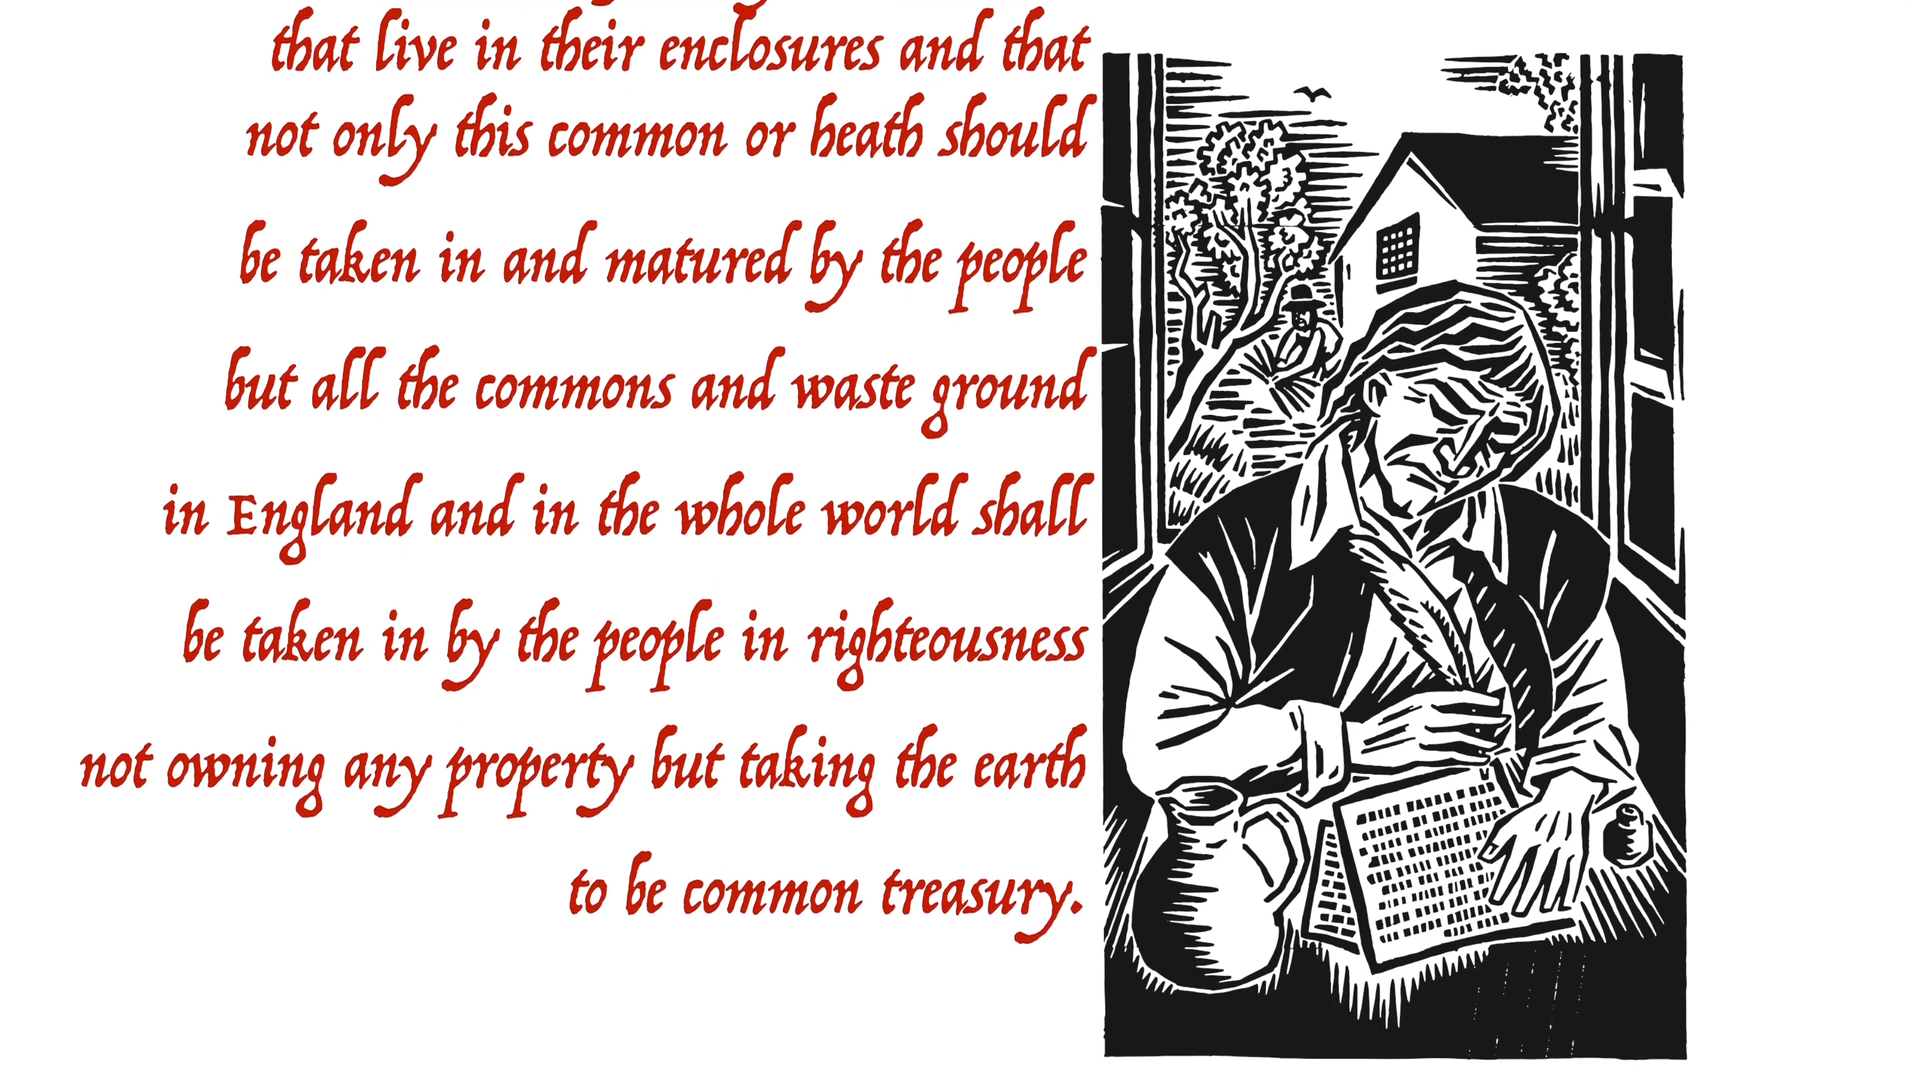 that live in their enclosures and that
not only this common or heath should
be taken in and matured by the people
but all the commons and waste ground
in England and in the whole world shall
be taken in by the people in righteousness
not owning any property but taking the earth
to be common treasury.